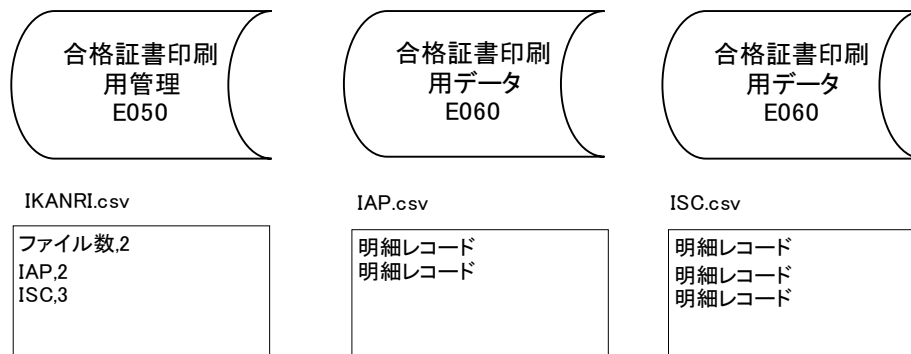 合格証書印刷
用管理
E050
合格証書印刷
用データ
E060
合格証書印刷
用データ
E060
IKANRI.csv
IAP.csv
ISC.csv
ファイル数,2
IAP,2
ISC,3
明細レコード
明細レコード
明細レコード
明細レコード
明細レコード